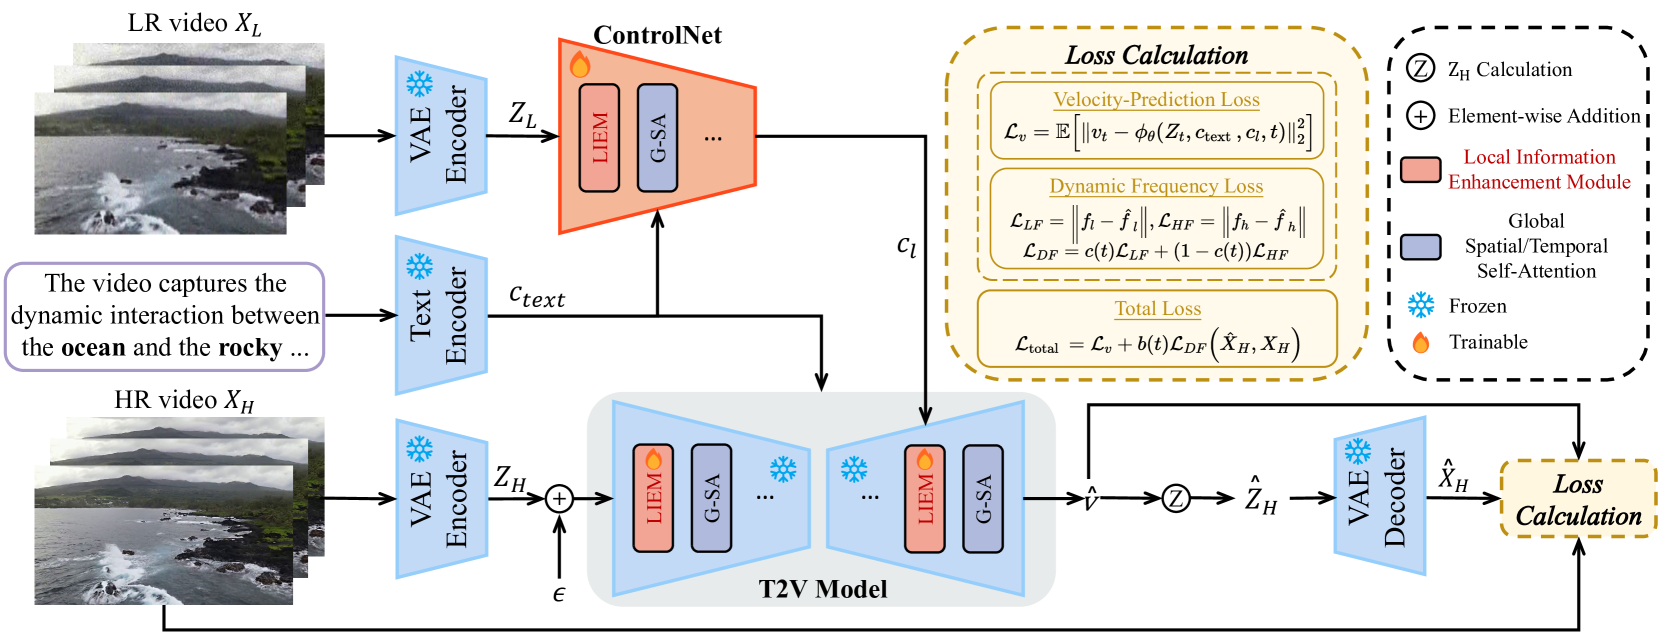 LR video $X_L$
VAE
Encoder
$Z_L$
ControlNet
LIEM
G-SA
...
The video captures the
dynamic interaction between
the ocean and the rocky ...
Text
Encoder
$c_{text}$
$c_l$
HR video $X_H$
VAE
Encoder
$Z_H$
+
$\epsilon$
LIEM
G-SA
...
...
LIEM
G-SA
T2V Model
$\hat{v}$
Z
$\hat{Z}_H$
VAE
Decoder
$\hat{X}_H$
Loss
Calculation
Loss Calculation
Velocity-Prediction Loss
$\mathcal{L}_v = \mathbb{E}\left[\|v_t - \phi_\theta(Z_t, c_{\text{text}}, c_l, t)\|_2^2\right]$
Dynamic Frequency Loss
$\mathcal{L}_{LF} = \left\|f_l - \hat{f}_l\right\|, \mathcal{L}_{HF} = \left\|f_h - \hat{f}_h\right\|$
$\mathcal{L}_{DF} = c(t)\mathcal{L}_{LF} + (1 - c(t))\mathcal{L}_{HF}$
Total Loss
$\mathcal{L}_{\text{total}} = \mathcal{L}_v + b(t)\mathcal{L}_{DF}\left(\hat{X}_H, X_H\right)$
Z
$Z_H$ Calculation
+
Element-wise Addition
Local Information
Enhancement Module
Global
Spatial/Temporal
Self-Attention
Frozen
Trainable